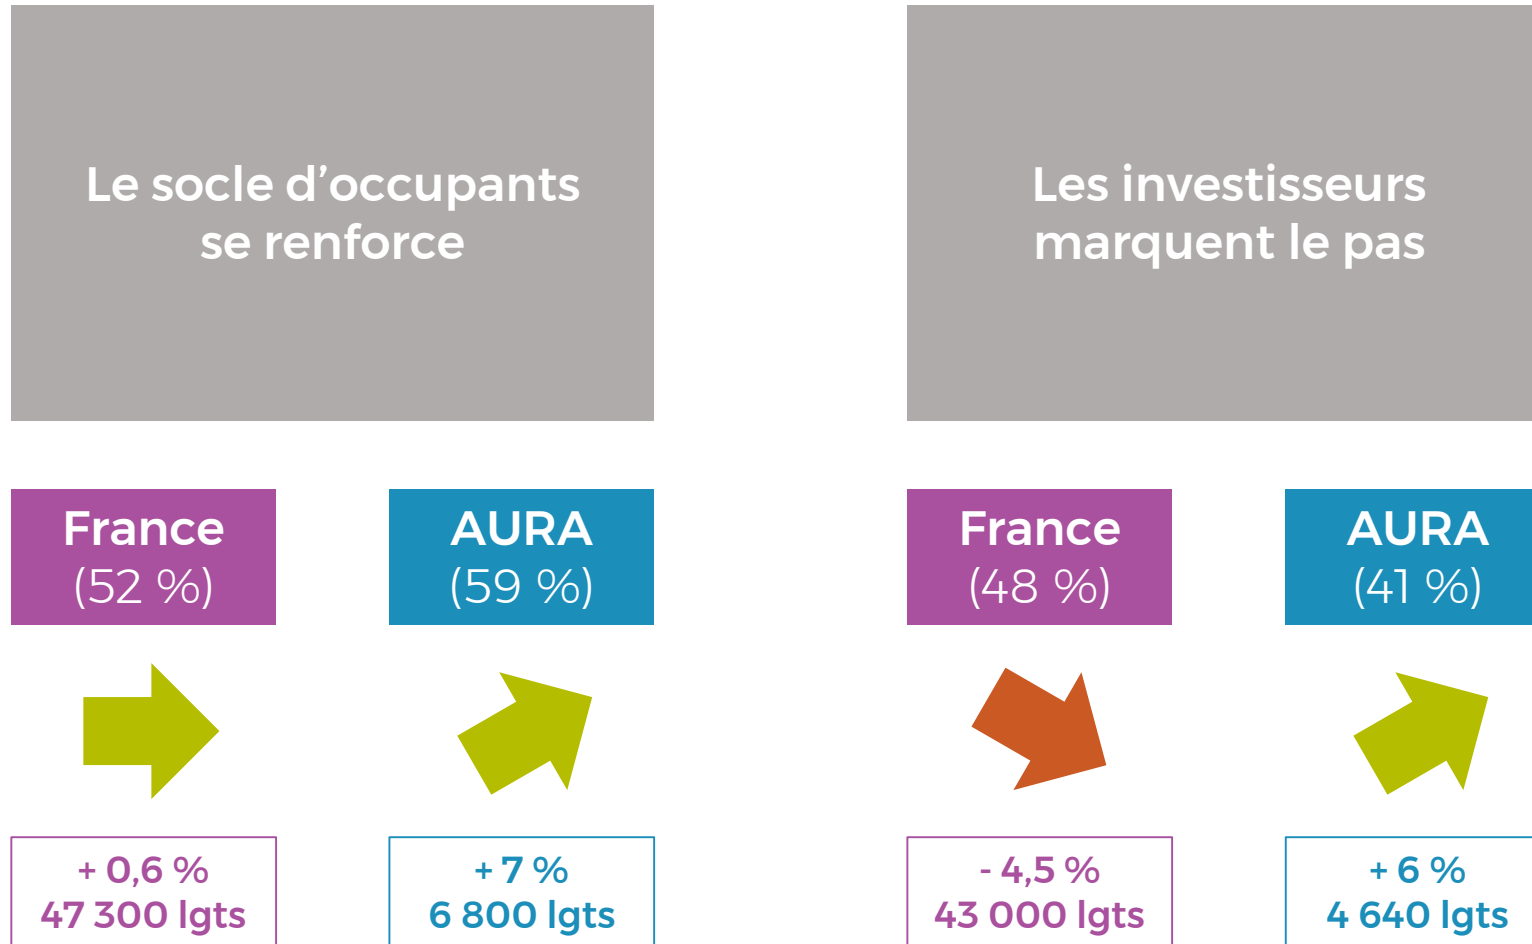 Le socle d’occupants
se renforce
Les investisseurs
marquent le pas
France
(52 %)
AURA
(59 %)
France
(48 %)
AURA
(41 %)
+ 0,6 %
47 300 lgts
+ 7 %
6 800 lgts
- 4,5 %
43 000 lgts
+ 6 %
4 640 lgts